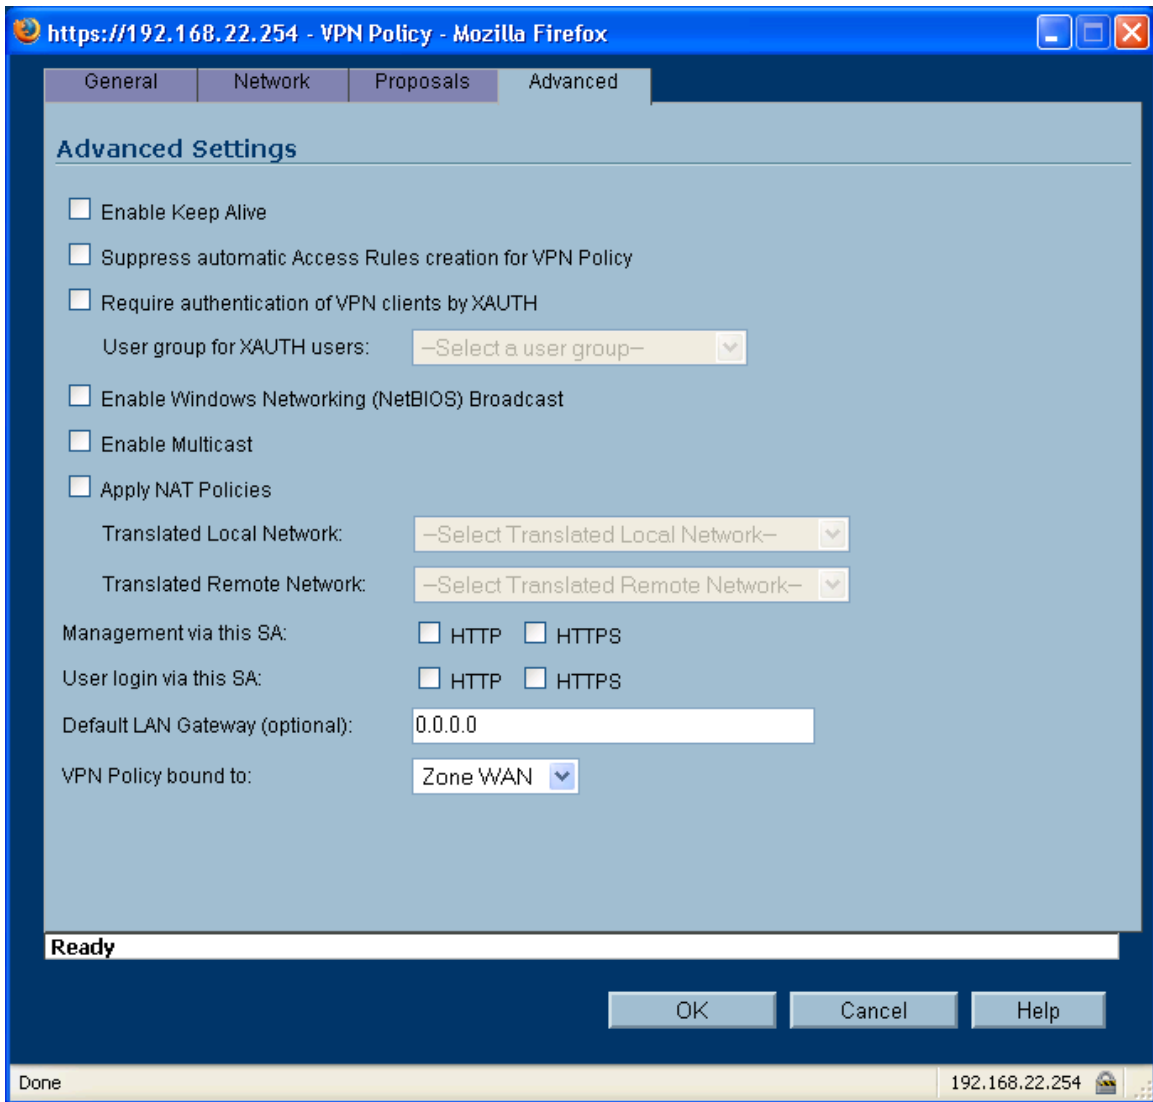 https://192.168.22.254 - VPN Policy - Mozilla Firefox
General Network Proposals Advanced
Advanced Settings
Enable Keep Alive
Suppress automatic Access Rules creation for VPN Policy
Require authentication of VPN clients by XAUTH
User group for XAUTH users: --Select a user group--
Enable Windows Networking (NetBIOS) Broadcast
Enable Multicast
Apply NAT Policies
Translated Local Network: --Select Translated Local Network--
Translated Remote Network: --Select Translated Remote Network--
Management via this SA: HTTP HTTPS
User login via this SA: HTTP HTTPS
Default LAN Gateway (optional): 0.0.0.0
VPN Policy bound to: Zone WAN
Ready
OK Cancel Help
Done 192.168.22.254